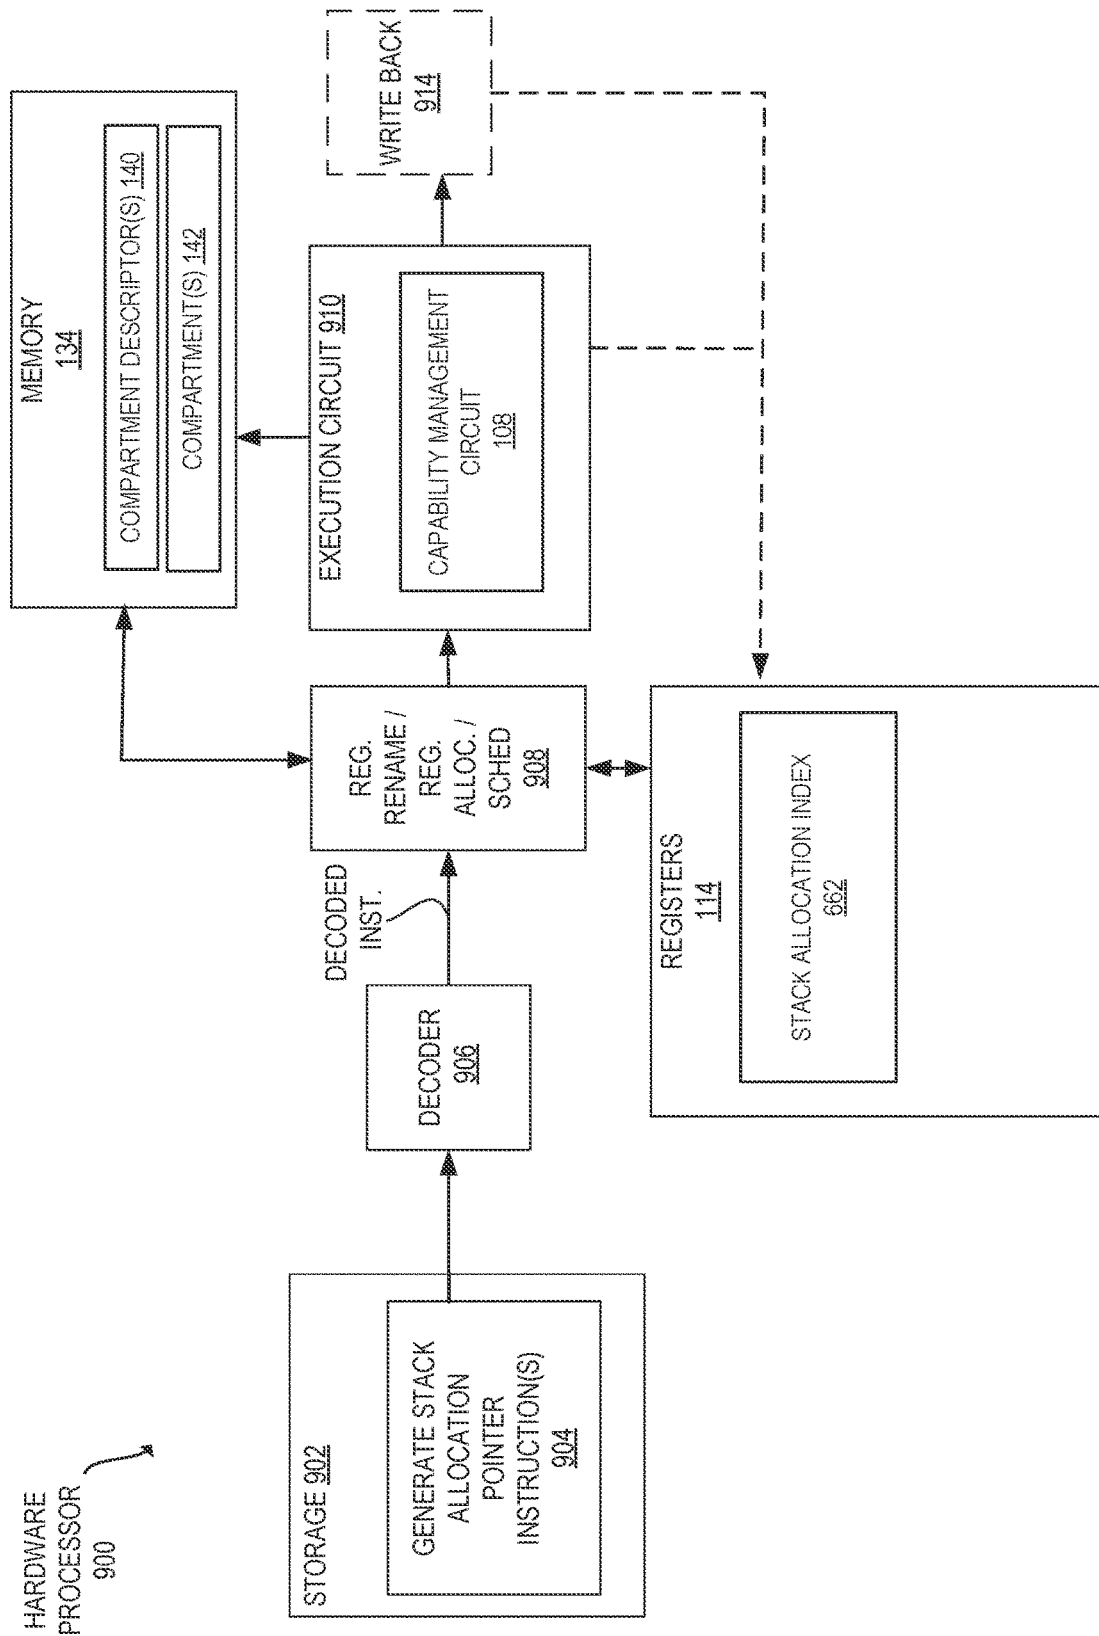 HARDWARE
PROCESSOR
900
STORAGE 902
GENERATE STACK
ALLOCATION
POINTER
INSTRUCTION(S)
904
DECODER
906
DECODED
INST.
REG.
RENAME /
REG.
ALLOC. /
SCHED
908
REGISTERS
114
STACK ALLOCATION INDEX
662
MEMORY
134
COMPARTMENT DESCRIPTOR(S) 140
COMPARTMENT(S) 142
EXECUTION CIRCUIT 910
CAPABILITY MANAGEMENT
CIRCUIT
108
WRITE BACK
914